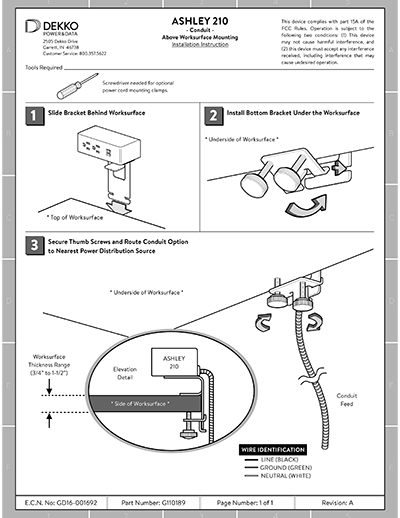 DEKKO
POWER&DATA
2505 Dekko Drive
Garrett, IN 46738
Customer Service: 800.357.5622
ASHLEY 210
- Conduit -
Above Worksurface Mounting
Installation Instruction
This device complies with part 15A of the
FCC Rules. Operation is subject to the
following two conditions: (1) This device
may not cause harmful interference, and
(2) this device must accept any interference
received, including interference that may
cause undesired operation.
Tools Required
Screwdriver needed for optional
power cord mounting clamps.
1 Slide Bracket Behind Worksurface
* Top of Worksurface *
2 Install Bottom Bracket Under the Worksurface
* Underside of Worksurface *
3 Secure Thumb Screws and Route Conduit Option
to Nearest Power Distribution Source
* Underside of Worksurface *
Worksurface
Thickness Range
(3/4" to 1-1/2")
Elevation
Detail
ASHLEY
210
* Side of Worksurface *
Conduit
Feed
WIRE IDENTIFICATION
LINE (BLACK)
GROUND (GREEN)
NEUTRAL (WHITE)
E.C.N. No: GD16-001692
Part Number: G110189
Page Number: 1 of 1
Revision: A